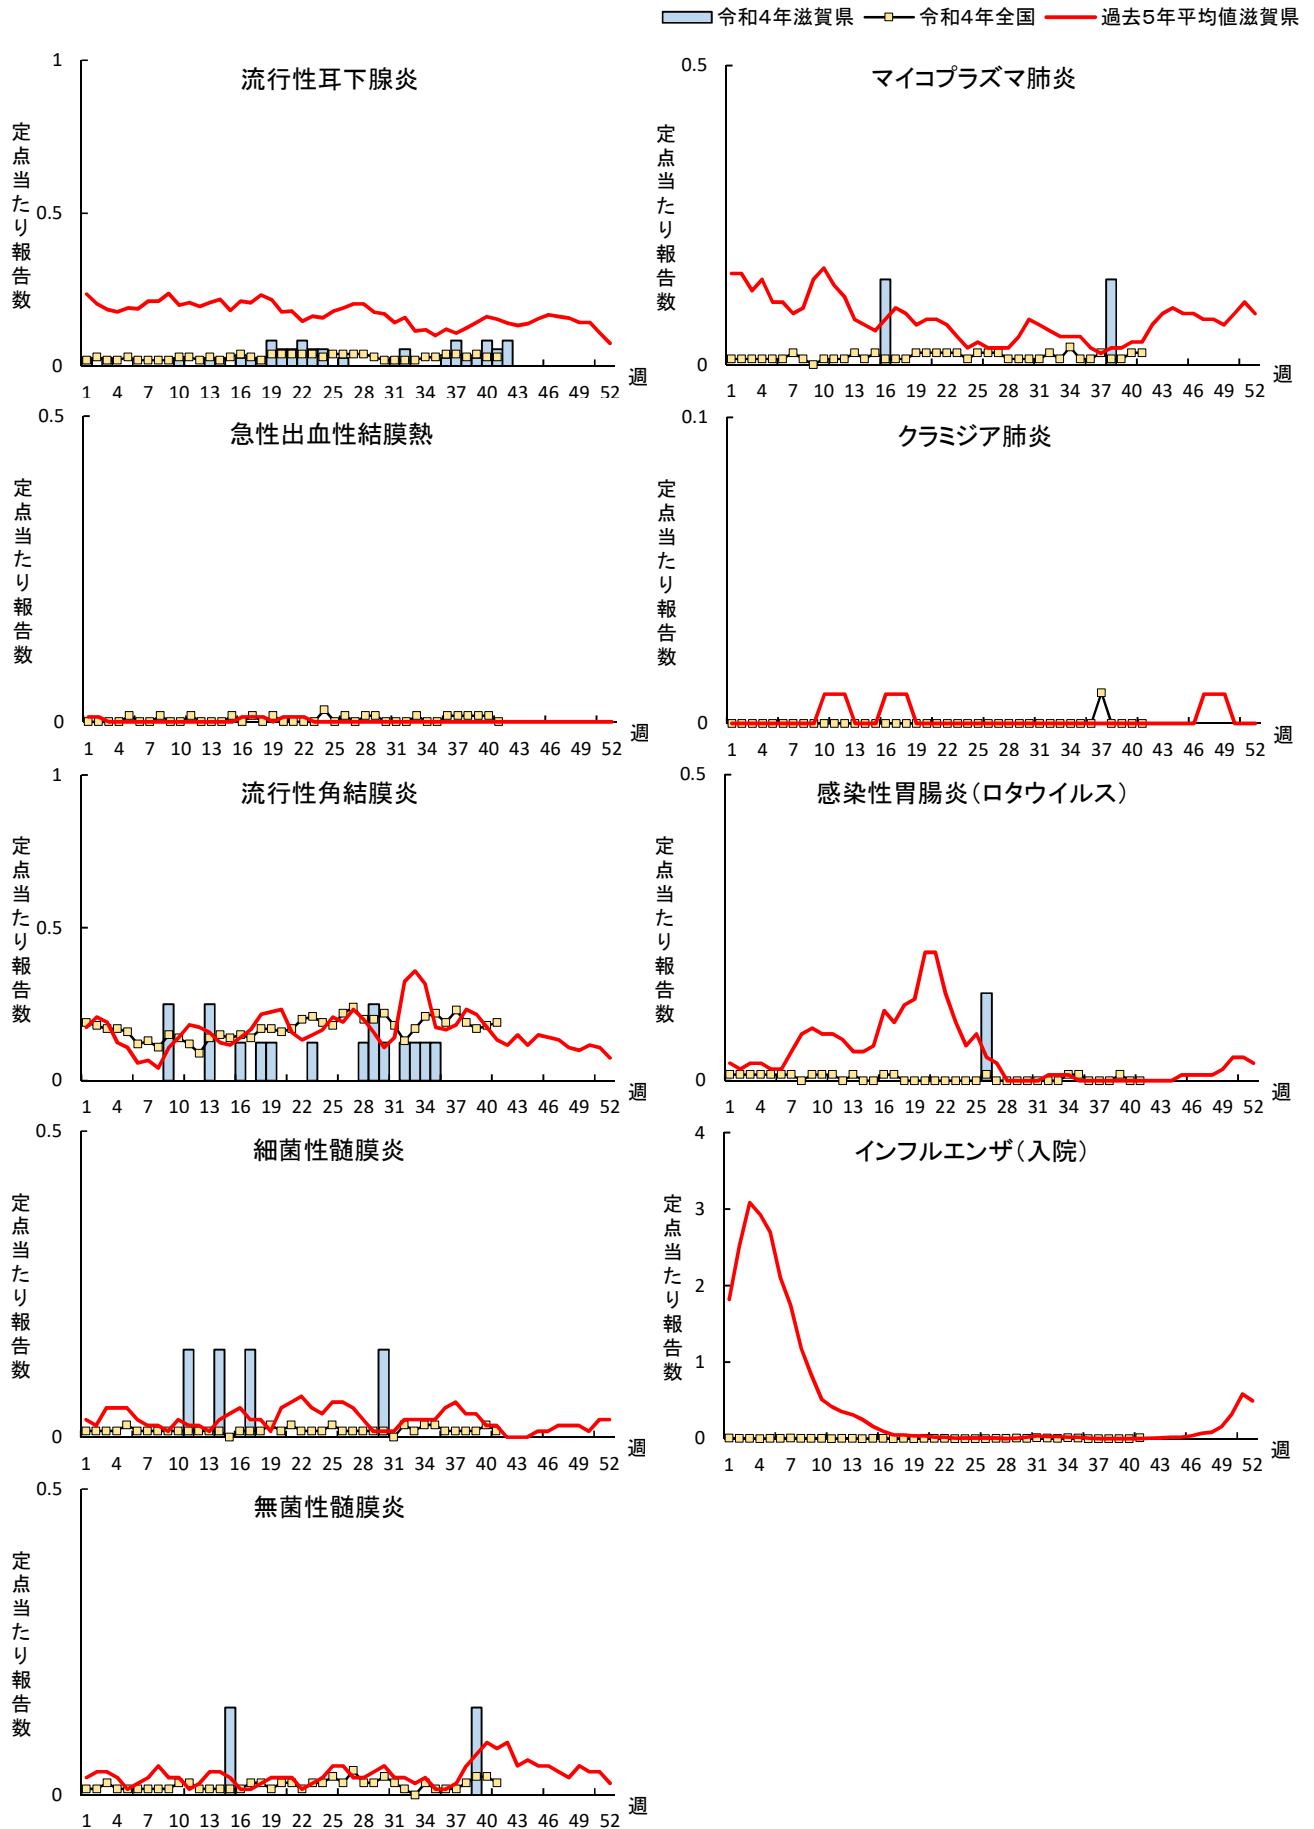 令和4年滋賀県 令和4年全国 過去5年平均値滋賀県
流行性耳下腺炎
定点当たり報告数
1
0.5
0
1 4 7 10 13 16 19 22 25 28 31 34 37 40 43 46 49 52 週
マイコプラズマ肺炎
定点当たり報告数
0.5
0
1 4 7 10 13 16 19 22 25 28 31 34 37 40 43 46 49 52 週
急性出血性結膜熱
定点当たり報告数
0.5
0
1 4 7 10 13 16 19 22 25 28 31 34 37 40 43 46 49 52 週
クラミジア肺炎
定点当たり報告数
0.1
0
1 4 7 10 13 16 19 22 25 28 31 34 37 40 43 46 49 52 週
流行性角結膜炎
定点当たり報告数
1
0.5
0
1 4 7 10 13 16 19 22 25 28 31 34 37 40 43 46 49 52 週
感染性胃腸炎（ロタウイルス）
定点当たり報告数
0.5
0
1 4 7 10 13 16 19 22 25 28 31 34 37 40 43 46 49 52 週
細菌性髄膜炎
定点当たり報告数
0.5
0
1 4 7 10 13 16 19 22 25 28 31 34 37 40 43 46 49 52 週
インフルエンザ（入院）
定点当たり報告数
4
3
2
1
0
1 4 7 10 13 16 19 22 25 28 31 34 37 40 43 46 49 52 週
無菌性髄膜炎
定点当たり報告数
0.5
0
1 4 7 10 13 16 19 22 25 28 31 34 37 40 43 46 49 52 週